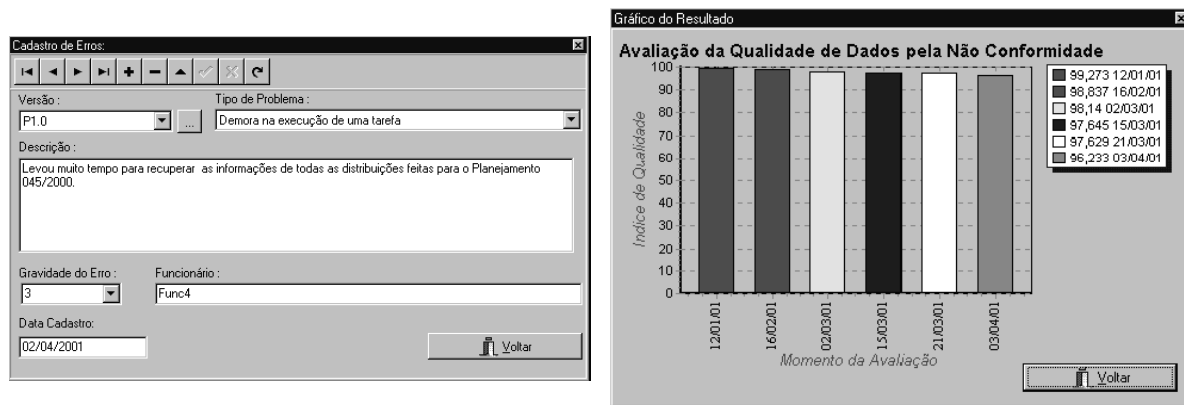 Cadastro de Erros:
Versão :
Tipo de Problema :
P1.0
...
Demora na execução de uma tarefa
Descrição :
Levou muito tempo para recuperar as informações de todas as distribuições feitas para o Planejamento
045/2000.
Gravidade do Erro :
Funcionário :
3
Func4
Data Cadastro:
02/04/2001
Voltar
Gráfico do Resultado
Avaliação da Qualidade de Dados pela Não Conformidade
100
90
80
70
60
50
40
30
20
10
0
Indice de Qualidade
12/01/01
16/02/01
02/03/01
15/03/01
21/03/01
03/04/01
Momento da Avaliação
99,273 12/01/01
98,837 16/02/01
98,14 02/03/01
97,645 15/03/01
97,629 21/03/01
96,233 03/04/01
Voltar